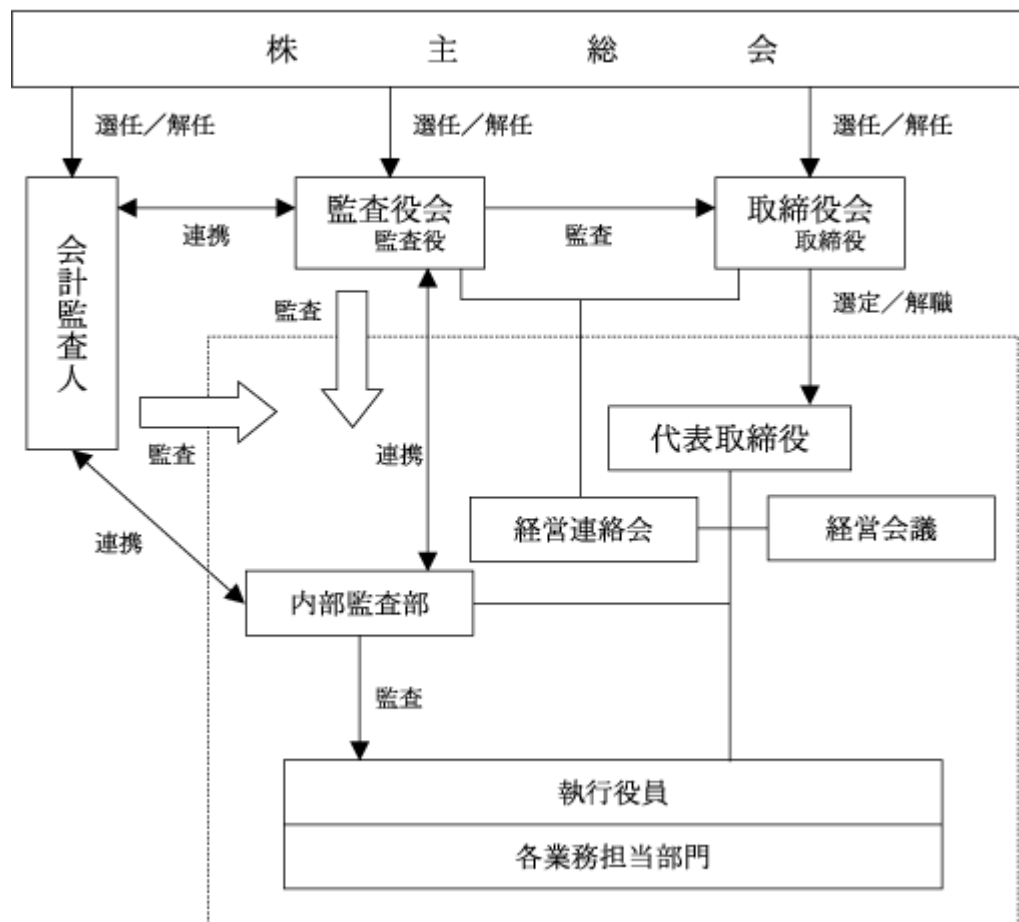 株主総会
選任／解任
選任／解任
選任／解任
会計監査人
連携
監査役会
監査役
監査
取締役会
取締役
監査
選定／解職
監査
連携
代表取締役
連携
経営連絡会
経営会議
内部監査部
監査
執行役員
各業務担当部門